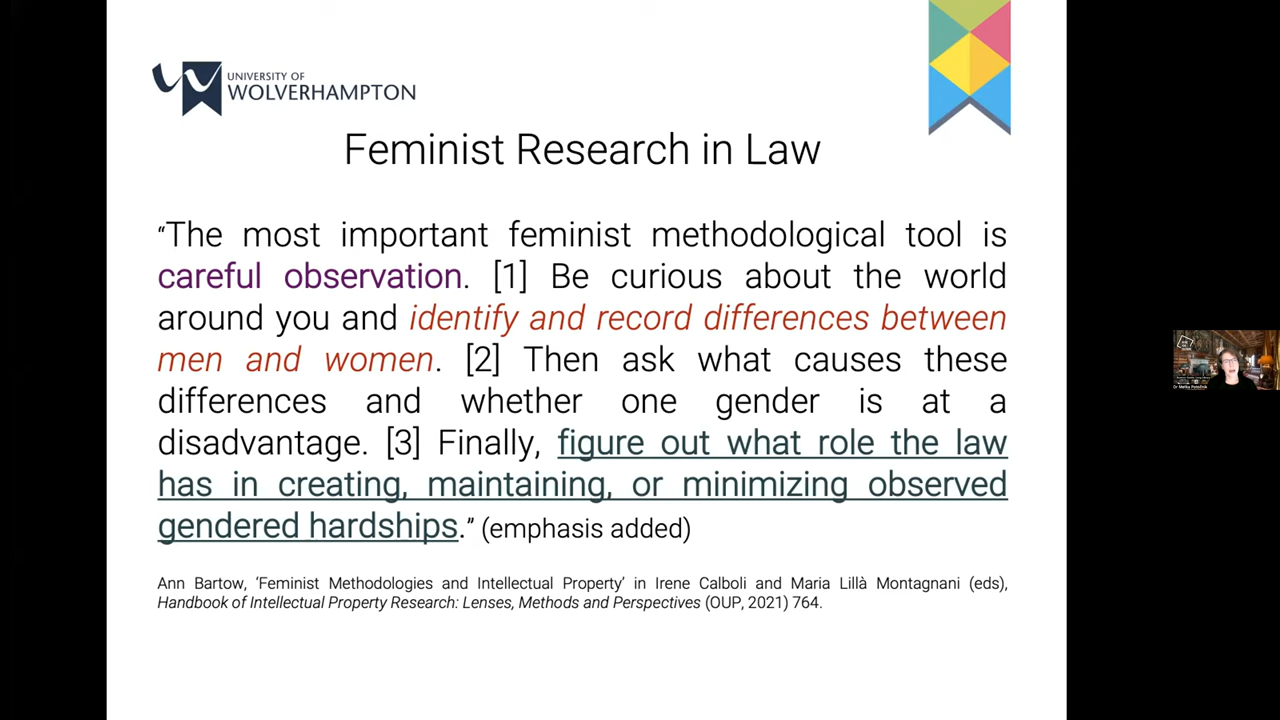 UNIVERSITY OF
WOLVERHAMPTON
Feminist Research in Law
“The most important feminist methodological tool is
careful observation. [1] Be curious about the world
around you and identify and record differences between
men and women. [2] Then ask what causes these
differences and whether one gender is at a
disadvantage. [3] Finally, figure out what role the law
has in creating, maintaining, or minimizing observed
gendered hardships.” (emphasis added)
Ann Bartow, ‘Feminist Methodologies and Intellectual Property’ in Irene Calboli and Maria Lillà Montagnani (eds),
Handbook of Intellectual Property Research: Lenses, Methods and Perspectives (OUP, 2021) 764.